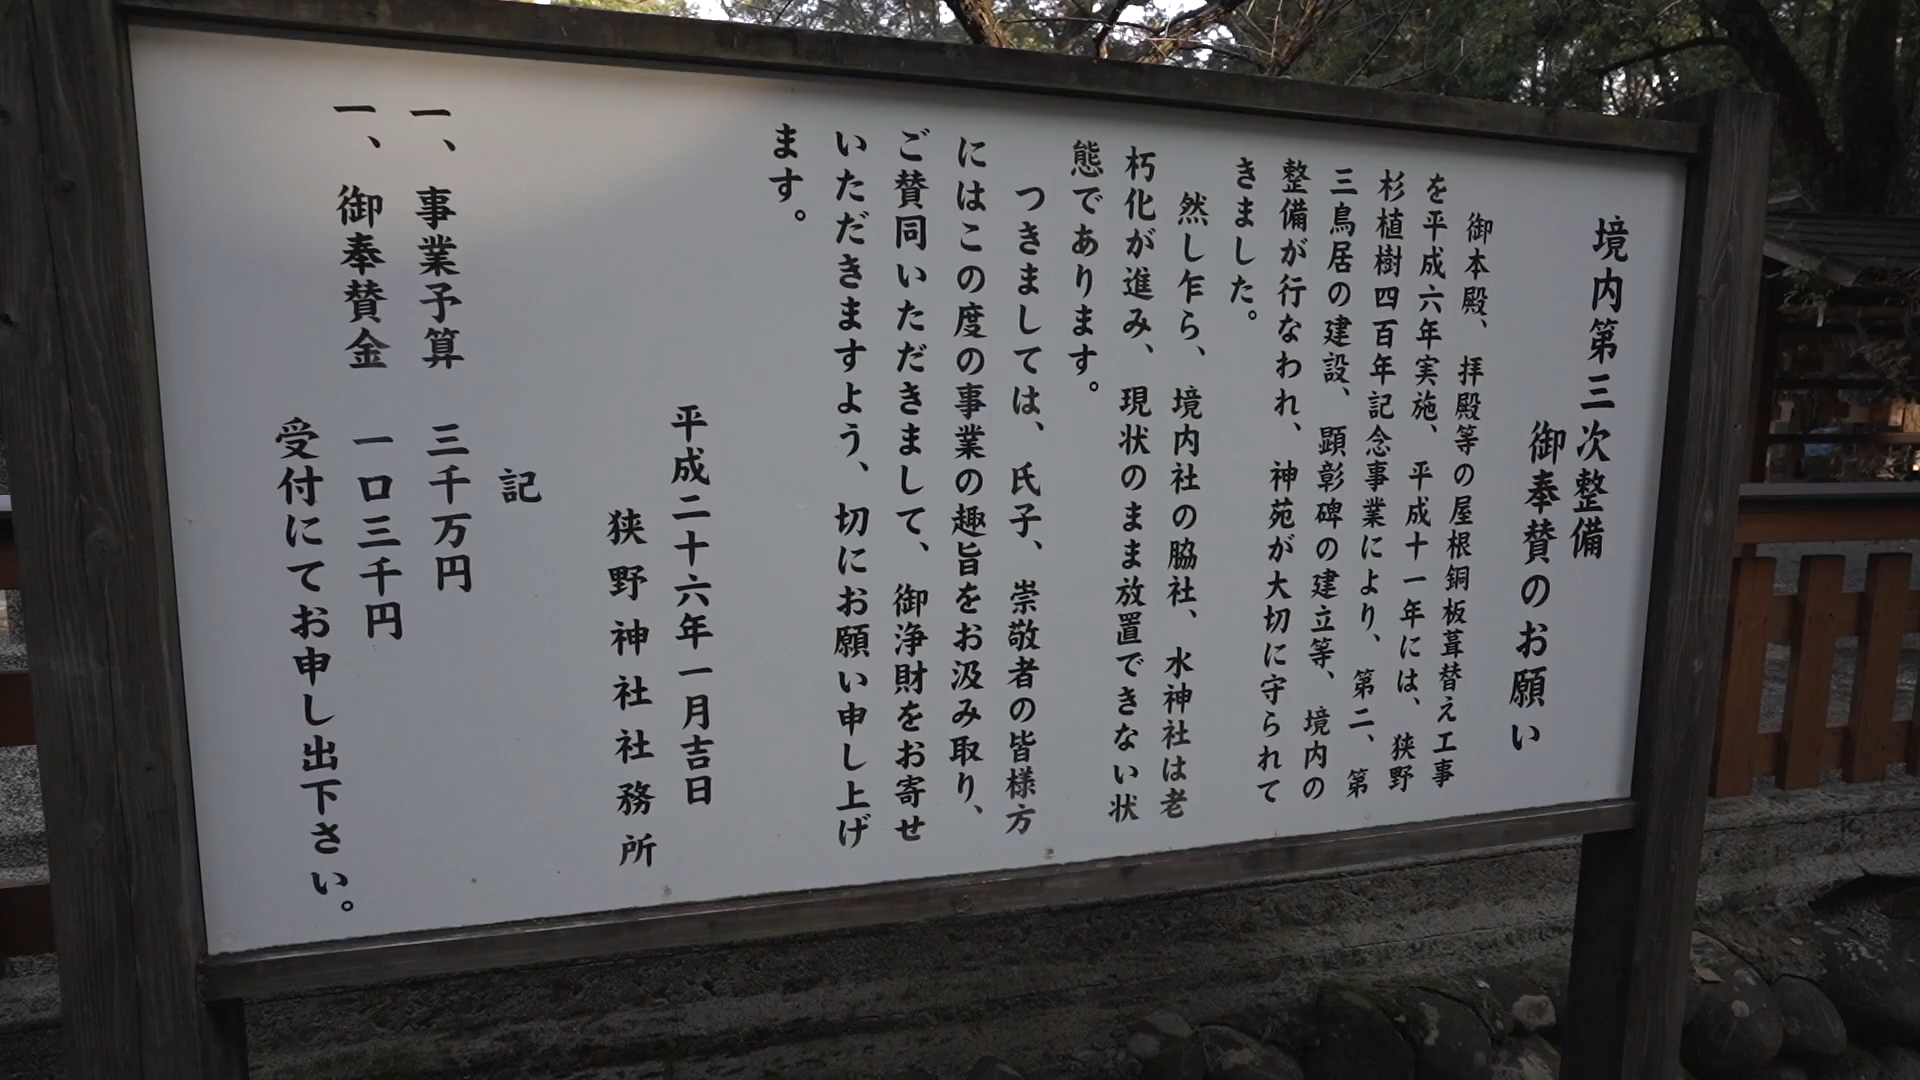 境内第三次整備
御奉賛のお願い
御本殿、拝殿等の屋根銅板葺替え工事
を平成六年実施、平成十一年には、狭野
杉植樹四百年記念事業により、第二、第
三鳥居の建設、顕彰碑の建立等、境内の
整備が行なわれ、神苑が大切に守られて
きました。
然し乍ら、境内社の脇社、水神社は老
朽化が進み、現状のまま放置できない状
態であります。
つきましては、氏子、崇敬者の皆様方
にはこの度の事業の趣旨をお汲み取り、
ご賛同いただきまして、御浄財をお寄せ
いただきますよう、切にお願い申し上げ
ます。
平成二十六年一月吉日
狭野神社社務所
記
一、事業予算 三千万円
一、御奉賛金 一口三千円
受付にてお申し出下さい。